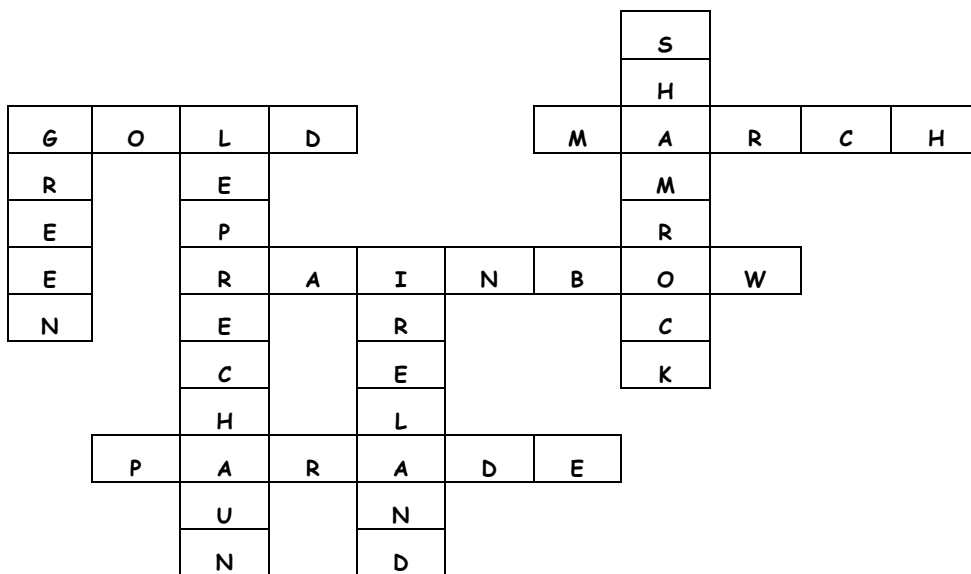 S
H
G O L D M A R C H
R E M
E P R
E R A I N B O W
N E R C
C E K
H L
P A R A D E
U N
N D